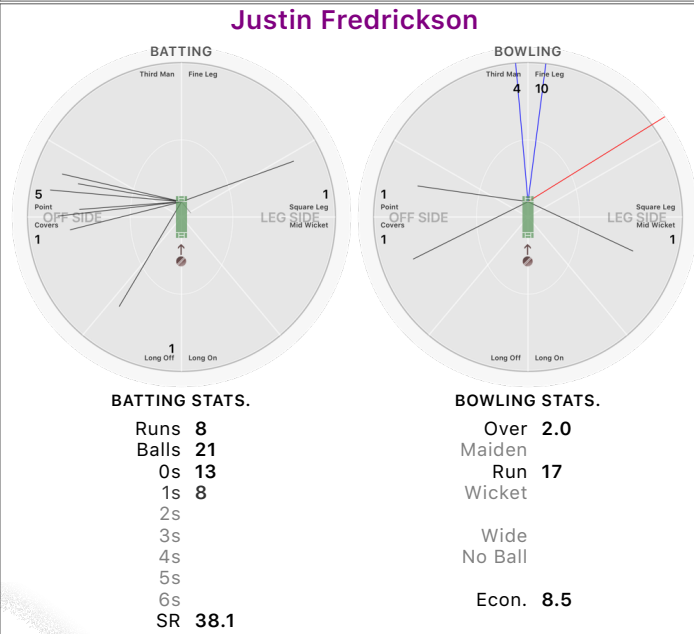 Justin Fredrickson
BATTING
Third Man Fine Leg
5
Point
OFF SIDE
Covers
1
1
Square Leg
LEG SIDE
Mid Wicket
1
Long Off Long On
BOWLING
Third Man Fine Leg
4 10
1
Point
OFF SIDE
Covers
1
Square Leg
LEG SIDE
Mid Wicket
1
Long Off Long On
BATTING STATS.
Runs 8
Balls 21
0s 13
1s 8
2s
3s
4s
5s
6s
SR 38.1
BOWLING STATS.
Over 2.0
Maiden
Run 17
Wicket
Wide
No Ball
Econ. 8.5